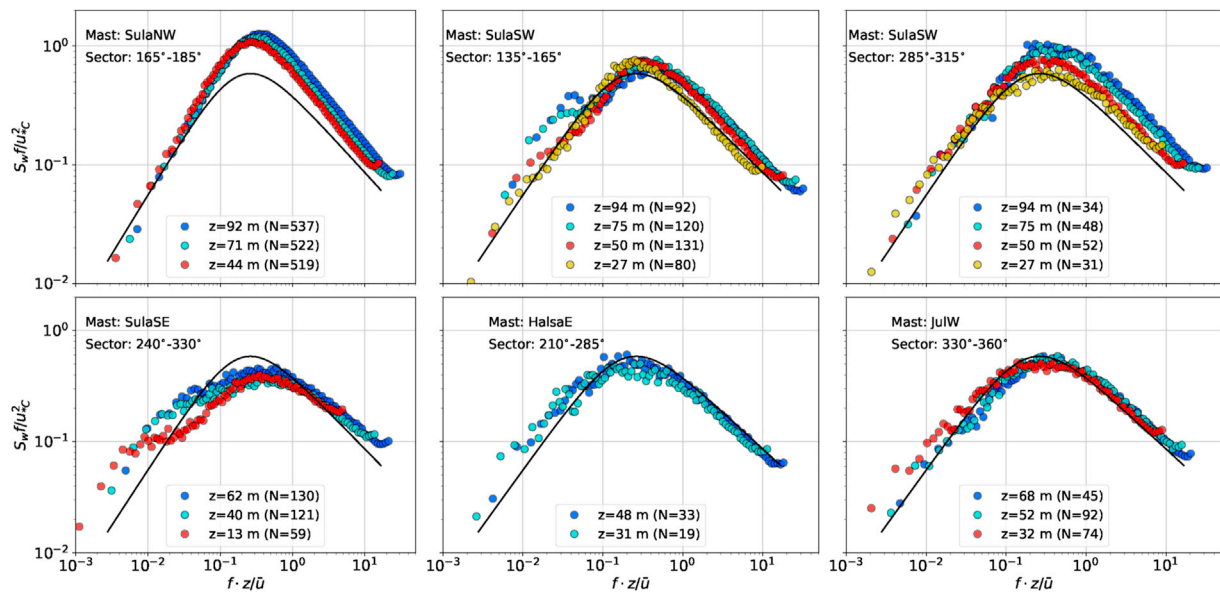 Mast: SulaNW
Sector: 165°-185°
z=92 m (N=537)
z=71 m (N=522)
z=44 m (N=519)
Mast: SulaSW
Sector: 135°-165°
z=94 m (N=92)
z=75 m (N=120)
z=50 m (N=131)
z=27 m (N=80)
Mast: SulaSW
Sector: 285°-315°
z=94 m (N=34)
z=75 m (N=48)
z=50 m (N=52)
z=27 m (N=31)
10⁰
10⁻¹
10⁻²
S_w f/u²_{*C}
Mast: SulaSE
Sector: 240°-330°
z=62 m (N=130)
z=40 m (N=121)
z=13 m (N=59)
Mast: HalsaE
Sector: 210°-285°
z=48 m (N=33)
z=31 m (N=19)
Mast: JulW
Sector: 330°-360°
z=68 m (N=45)
z=52 m (N=92)
z=32 m (N=74)
10⁰
10⁻¹
10⁻²
S_w f/u²_{*C}
10⁻³ 10⁻² 10⁻¹ 10⁰ 10¹
10⁻³ 10⁻² 10⁻¹ 10⁰ 10¹
10⁻³ 10⁻² 10⁻¹ 10⁰ 10¹
f · z/ū
f · z/ū
f · z/ū